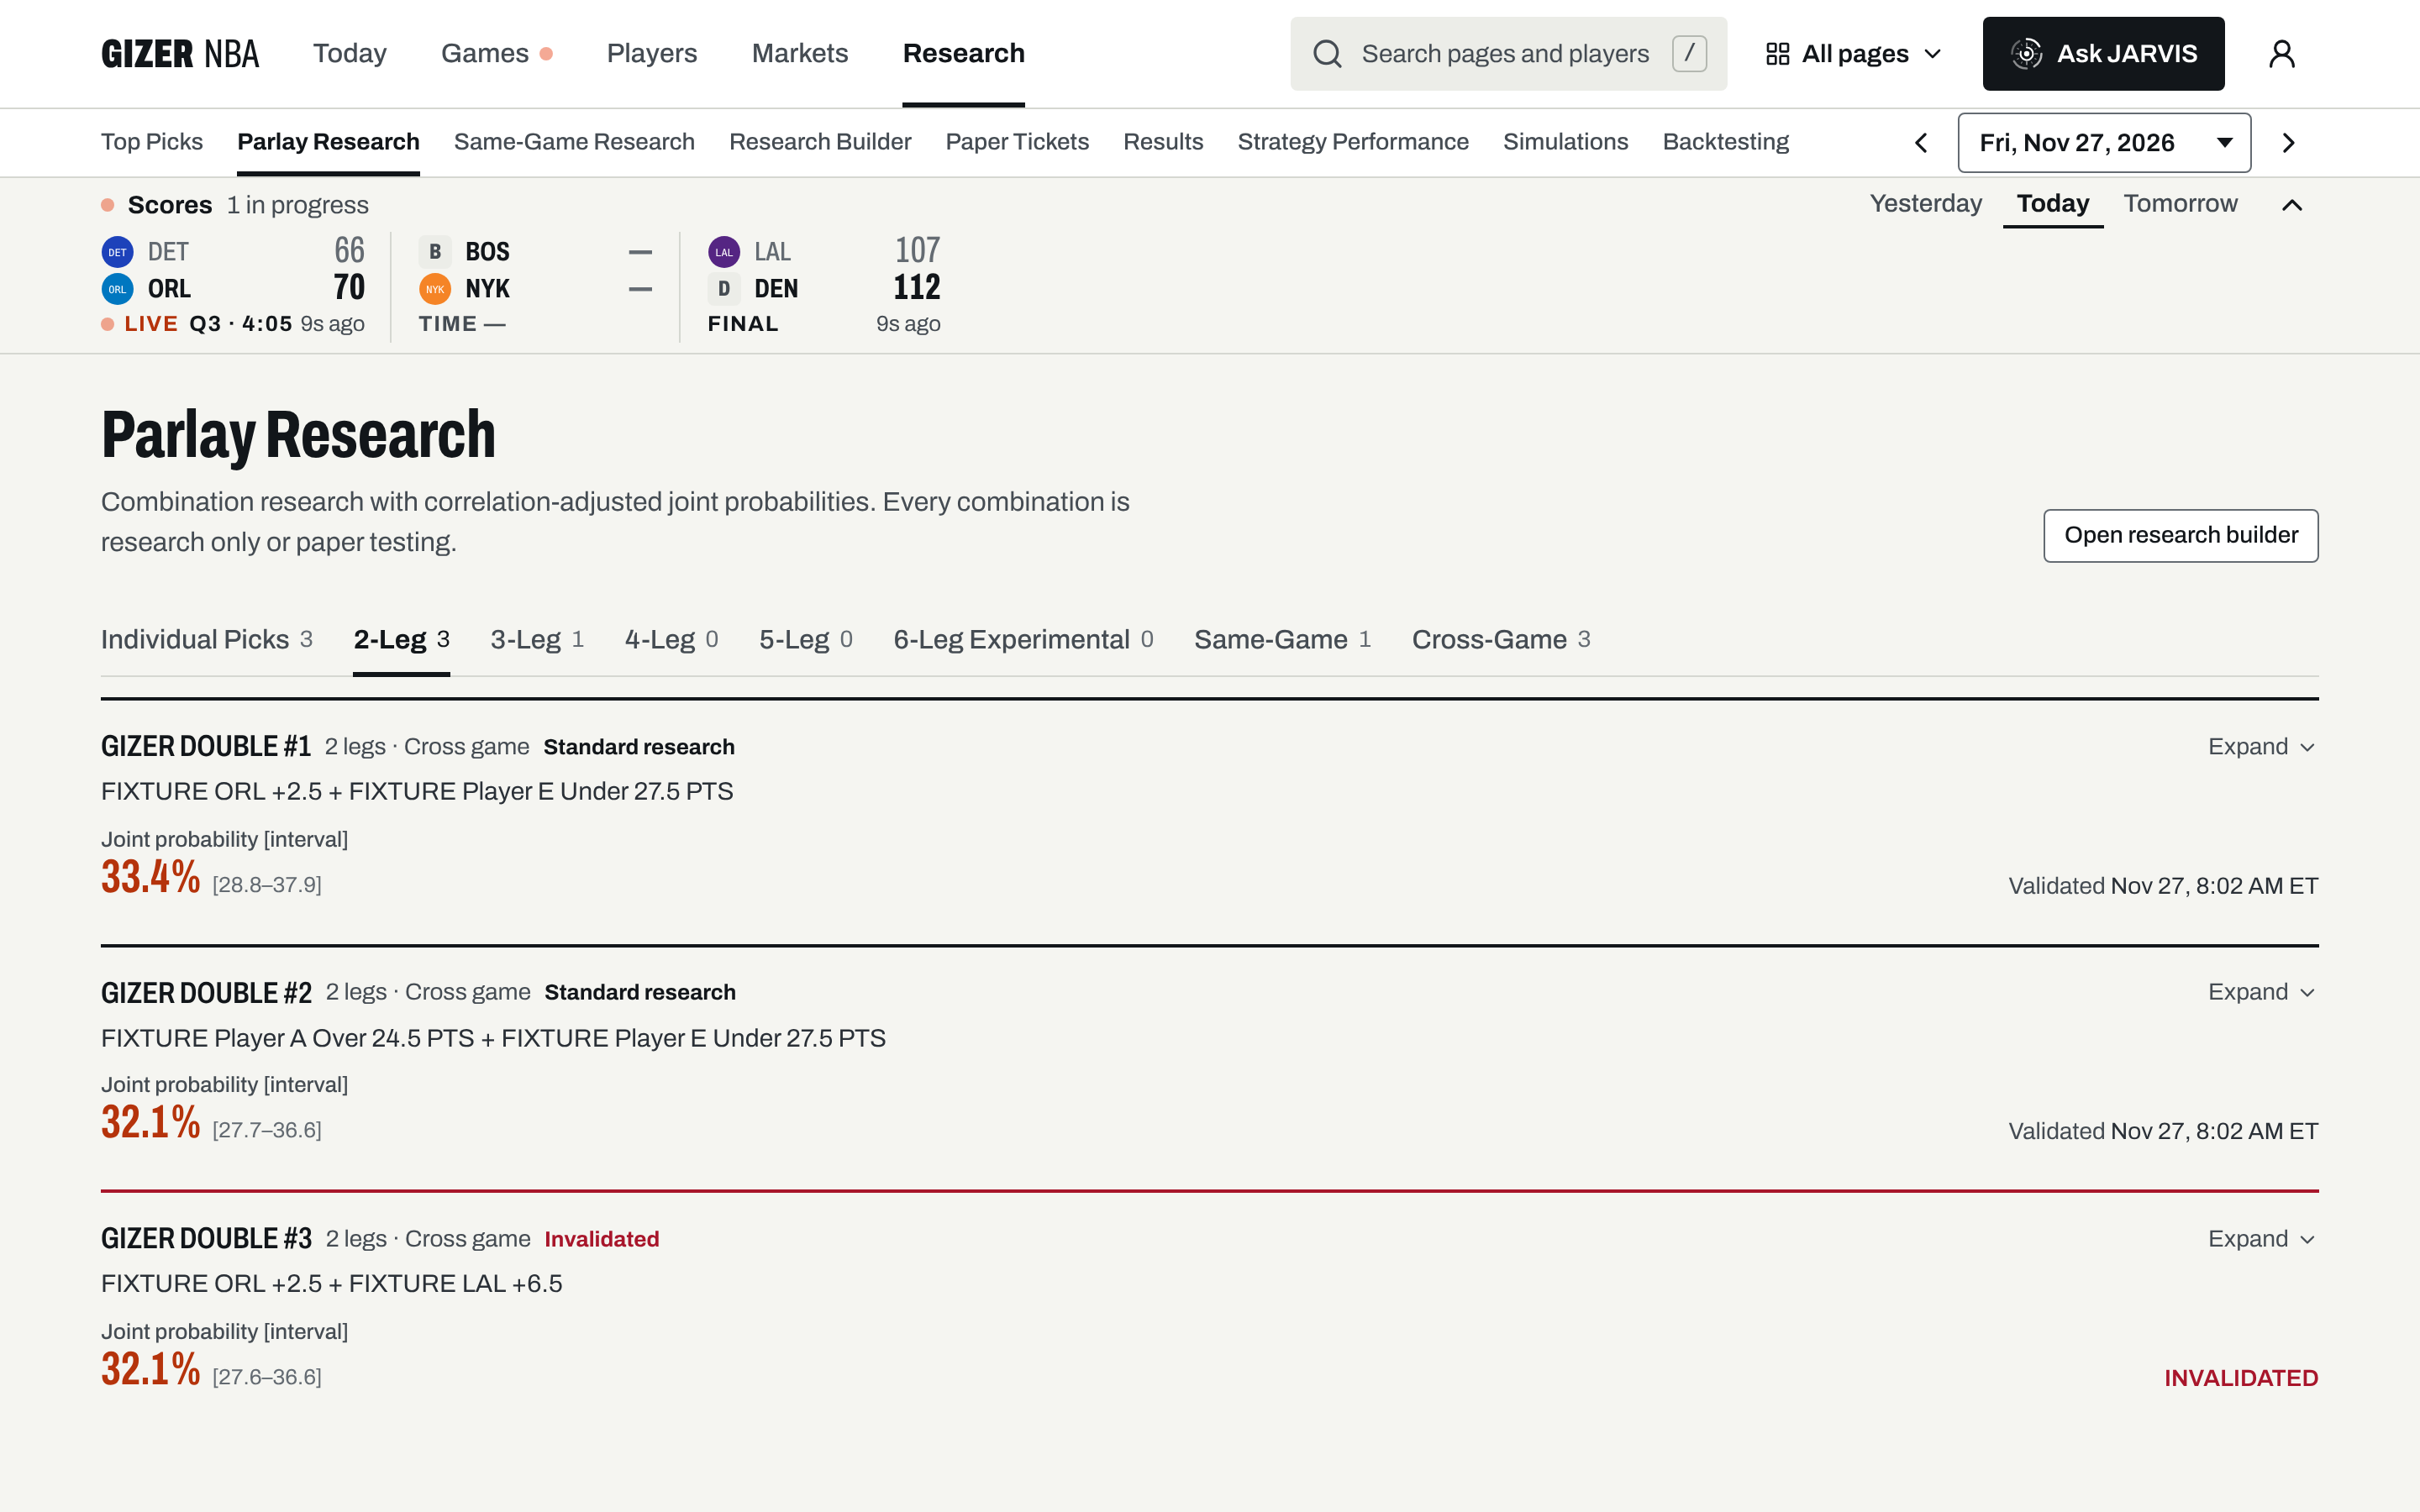 GIZER NBA Today Games Players Markets Research Search pages and players / All pages Ask JARVIS
Top Picks Parlay Research Same-Game Research Research Builder Paper Tickets Results Strategy Performance Simulations Backtesting Fri, Nov 27, 2026
Scores 1 in progress Yesterday Today Tomorrow
DET DET 66
ORL ORL 70
LIVE Q3 · 4:05 9s ago
B BOS —
NYK NYK —
TIME —
LAL LAL 107
D DEN 112
FINAL 9s ago
Parlay Research
Combination research with correlation-adjusted joint probabilities. Every combination is
research only or paper testing.
Open research builder
Individual Picks 3 2-Leg 3 3-Leg 1 4-Leg 0 5-Leg 0 6-Leg Experimental 0 Same-Game 1 Cross-Game 3
GIZER DOUBLE #1 2 legs · Cross game Standard research Expand
FIXTURE ORL +2.5 + FIXTURE Player E Under 27.5 PTS
Joint probability [interval]
33.4% [28.8–37.9] Validated Nov 27, 8:02 AM ET
GIZER DOUBLE #2 2 legs · Cross game Standard research Expand
FIXTURE Player A Over 24.5 PTS + FIXTURE Player E Under 27.5 PTS
Joint probability [interval]
32.1% [27.7–36.6] Validated Nov 27, 8:02 AM ET
GIZER DOUBLE #3 2 legs · Cross game Invalidated Expand
FIXTURE ORL +2.5 + FIXTURE LAL +6.5
Joint probability [interval]
32.1% [27.6–36.6] INVALIDATED